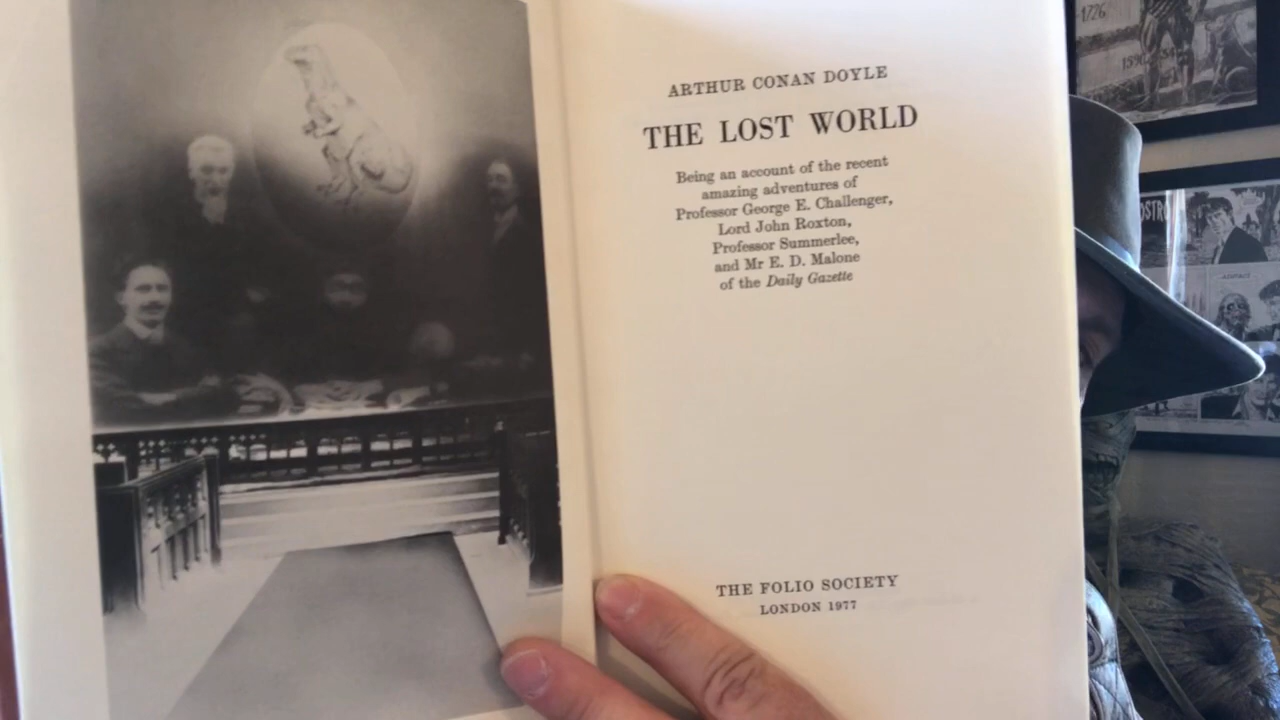 ARTHUR CONAN DOYLE
THE LOST WORLD
Being an account of the recent
amazing adventures of
Professor George E. Challenger,
Lord John Roxton,
Professor Summerlee,
and Mr E. D. Malone
of the Daily Gazette
THE FOLIO SOCIETY
LONDON 1977
1726